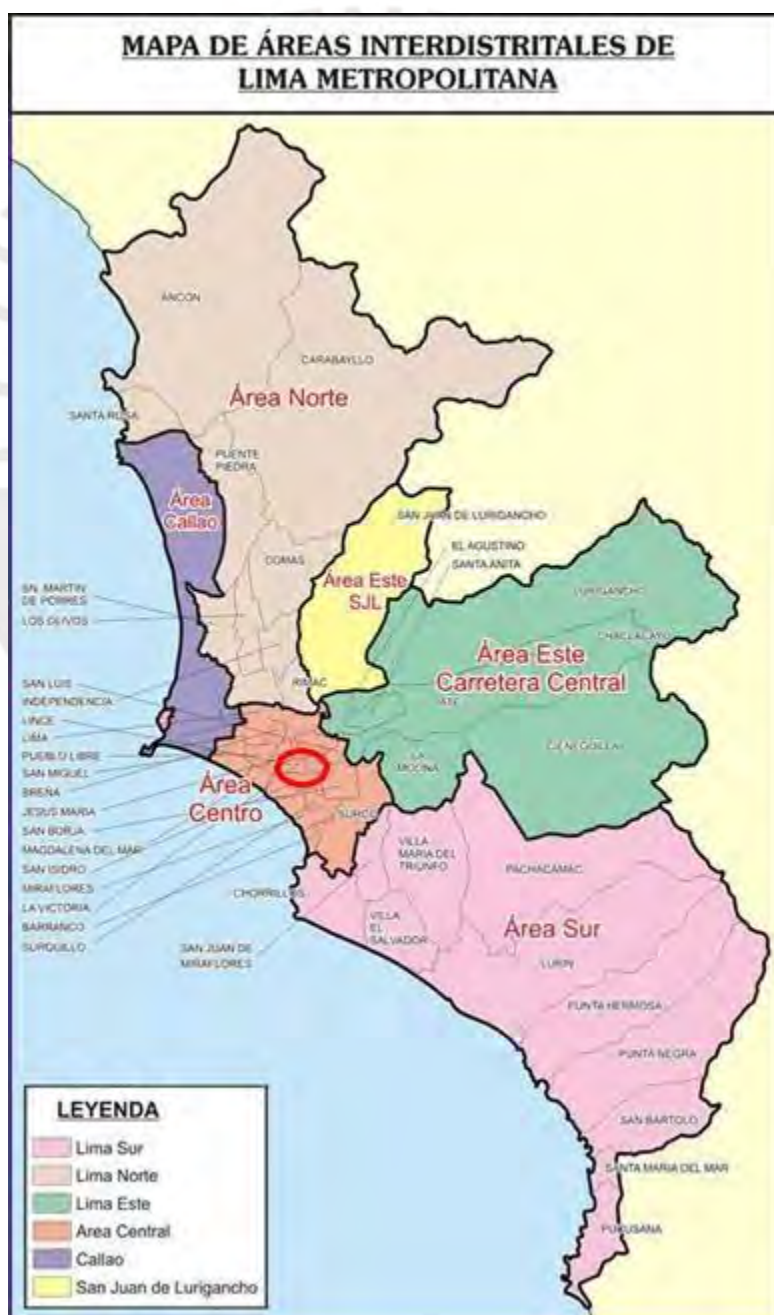 MAPA DE ÁREAS INTERDISTRITALES DE
LIMA METROPOLITANA
ANCON
CARABAYLLO
Área Norte
SANTA ROSA
PUENTE
PIEDRA
Área
Callao
SAN JUAN DE LURIGANCHO
COMAS
EL AGUSTINO
SANTA ANITA
Área Este
SJL
SN. MARTIN
DE PORRES
LOS OLIVOS
LURIGANCHO
CHACLACAYO
Área Este
Carretera Central
RIMAC
ATE
CIENEGUILLA
LA
MOLINA
SAN LUIS
INDEPENDENCIA
LINCE
LIMA
PUEBLO LIBRE
SAN MIGUEL
BREÑA
JESUS MARIA
SAN BORJA
MAGDALENA DEL MAR
SAN ISIDRO
MIRAFLORES
LA VICTORIA
BARRANCO
SURQUILLO
Área
Centro
SURCO
CHORRILLOS
SAN JUAN DE
MIRAFLORES
VILLA
MARIA DEL
TRIUNFO
PACHACAMAC
VILLA
EL
SALVADOR
Área Sur
LURIN
PUNTA HERMOSA
PUNTA NEGRA
SAN BARTOLO
SANTA MARIA DEL MAR
PUCUSANA
LEYENDA
Lima Sur
Lima Norte
Lima Este
Area Central
Callao
San Juan de Lurigancho